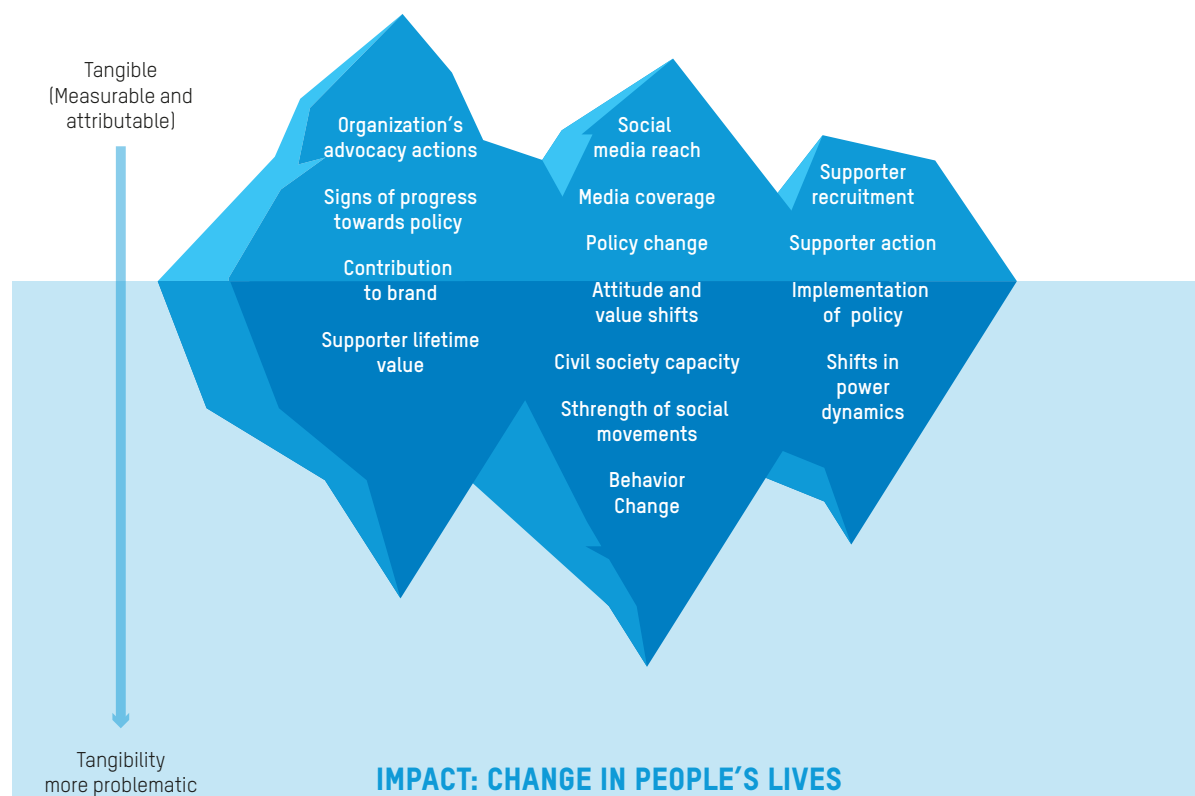 Tangible
(Measurable and
attributable)
Organization's
advocacy actions
Signs of progress
towards policy
Contribution
to brand
Supporter lifetime
value
Social
media reach
Media coverage
Policy change
Attitude and
value shifts
Civil society capacity
Sthrength of social
movements
Behavior
Change
Supporter
recruitment
Supporter action
Implementation
of policy
Shifts in
power
dynamics
Tangibility
more problematic
IMPACT: CHANGE IN PEOPLE'S LIVES